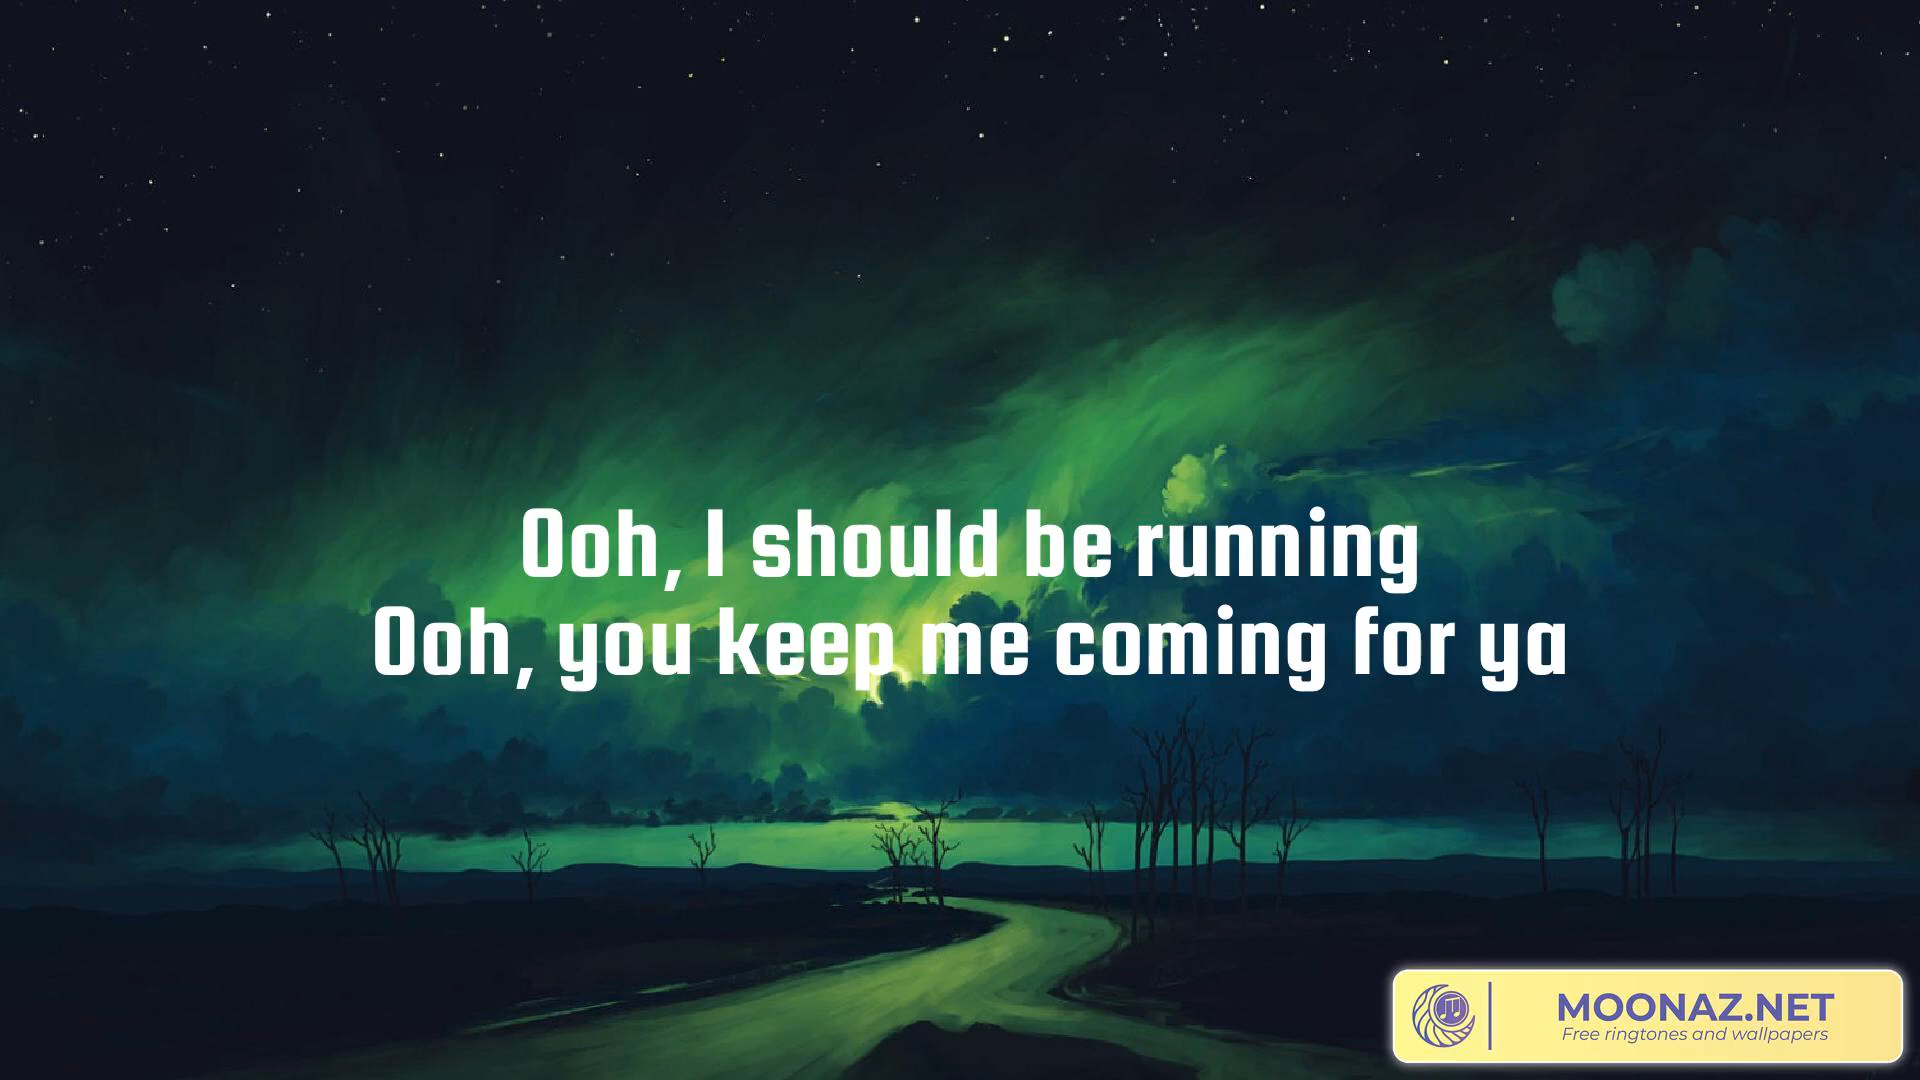 Ooh, I should be running
Ooh, you keep me coming for ya
MOONAZ.NET
Free ringtones and wallpapers